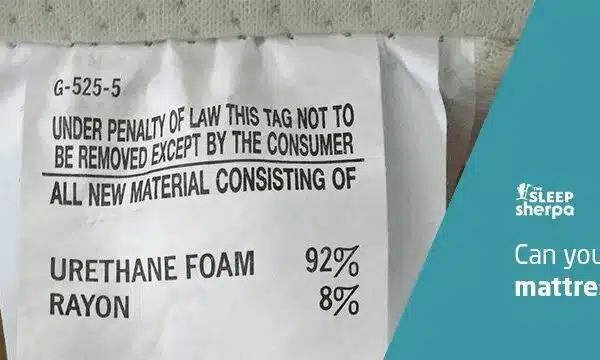 G-525-5
UNDER PENALTY OF LAW THIS TAG NOT TO
BE REMOVED EXCEPT BY THE CONSUMER
ALL NEW MATERIAL CONSISTING OF
URETHANE FOAM 92%
RAYON 8%
THE
SLEEP
sherpa
Can you
mattre